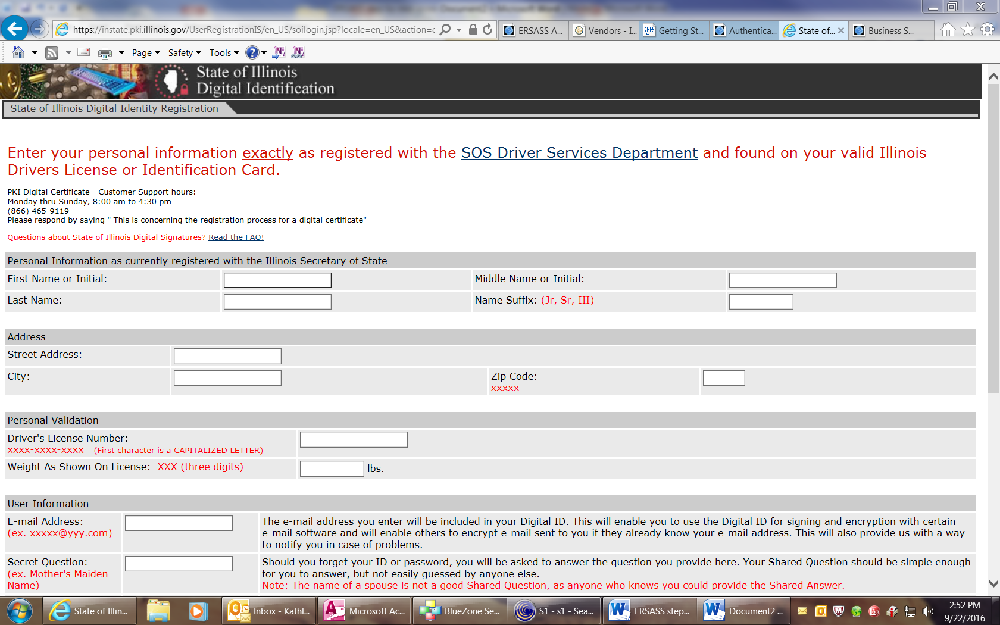 https://instate.pki.illinois.gov/UserRegistrationIS/en_US/soilogin.jsp?locale=en_US&action=e
ERSASS A...
Vendors - I...
Getting St...
Authentica...
State of...
Business S...
Page
Safety
Tools
State of Illinois
Digital Identification
State of Illinois Digital Identity Registration
Enter your personal information exactly as registered with the SOS Driver Services Department and found on your valid Illinois
Drivers License or Identification Card.
PKI Digital Certificate - Customer Support hours:
Monday thru Sunday, 8:00 am to 4:30 pm
(866) 465-9119
Please respond by saying " This is concerning the registration process for a digital certificate"
Questions about State of Illinois Digital Signatures? Read the FAQ!
Personal Information as currently registered with the Illinois Secretary of State
First Name or Initial:
Middle Name or Initial:
Last Name:
Name Suffix: (Jr, Sr, III)
Address
Street Address:
City:
Zip Code:
XXXXX
Personal Validation
Driver's License Number:
XXXX-XXXX-XXXX (First character is a CAPITALIZED LETTER)
Weight As Shown On License: XXX (three digits)
lbs.
User Information
E-mail Address:
(ex. xxxxx@yyy.com)
The e-mail address you enter will be included in your Digital ID. This will enable you to use the Digital ID for signing and encryption with certain
e-mail software and will enable others to encrypt e-mail sent to you if they already know your e-mail address. This will also provide us with a way
to notify you in case of problems.
Secret Question:
(ex. Mother's Maiden
Name)
Should you forget your ID or password, you will be asked to answer the question you provide here. Your Shared Question should be simple enough
for you to answer, but not easily guessed by anyone else.
Note: The name of a spouse is not a good Shared Question, as anyone who knows you could provide the Shared Answer.
State of Illin...
Inbox - Kathl...
Microsoft Ac...
BlueZone Se...
S1 - s1 - Sea...
ERSASS step...
Document2 ...
2:52 PM
9/22/2016